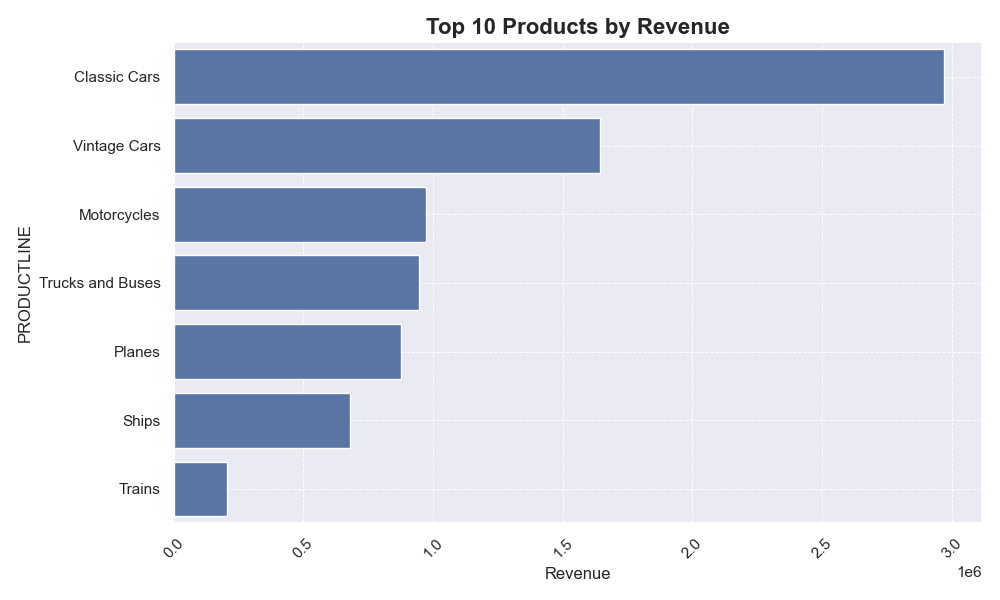 Top 10 Products by Revenue
PRODUCTLINE
Classic Cars
Vintage Cars
Motorcycles
Trucks and Buses
Planes
Ships
Trains
0.0 0.5 1.0 1.5 2.0 2.5 3.0
1e6
Revenue